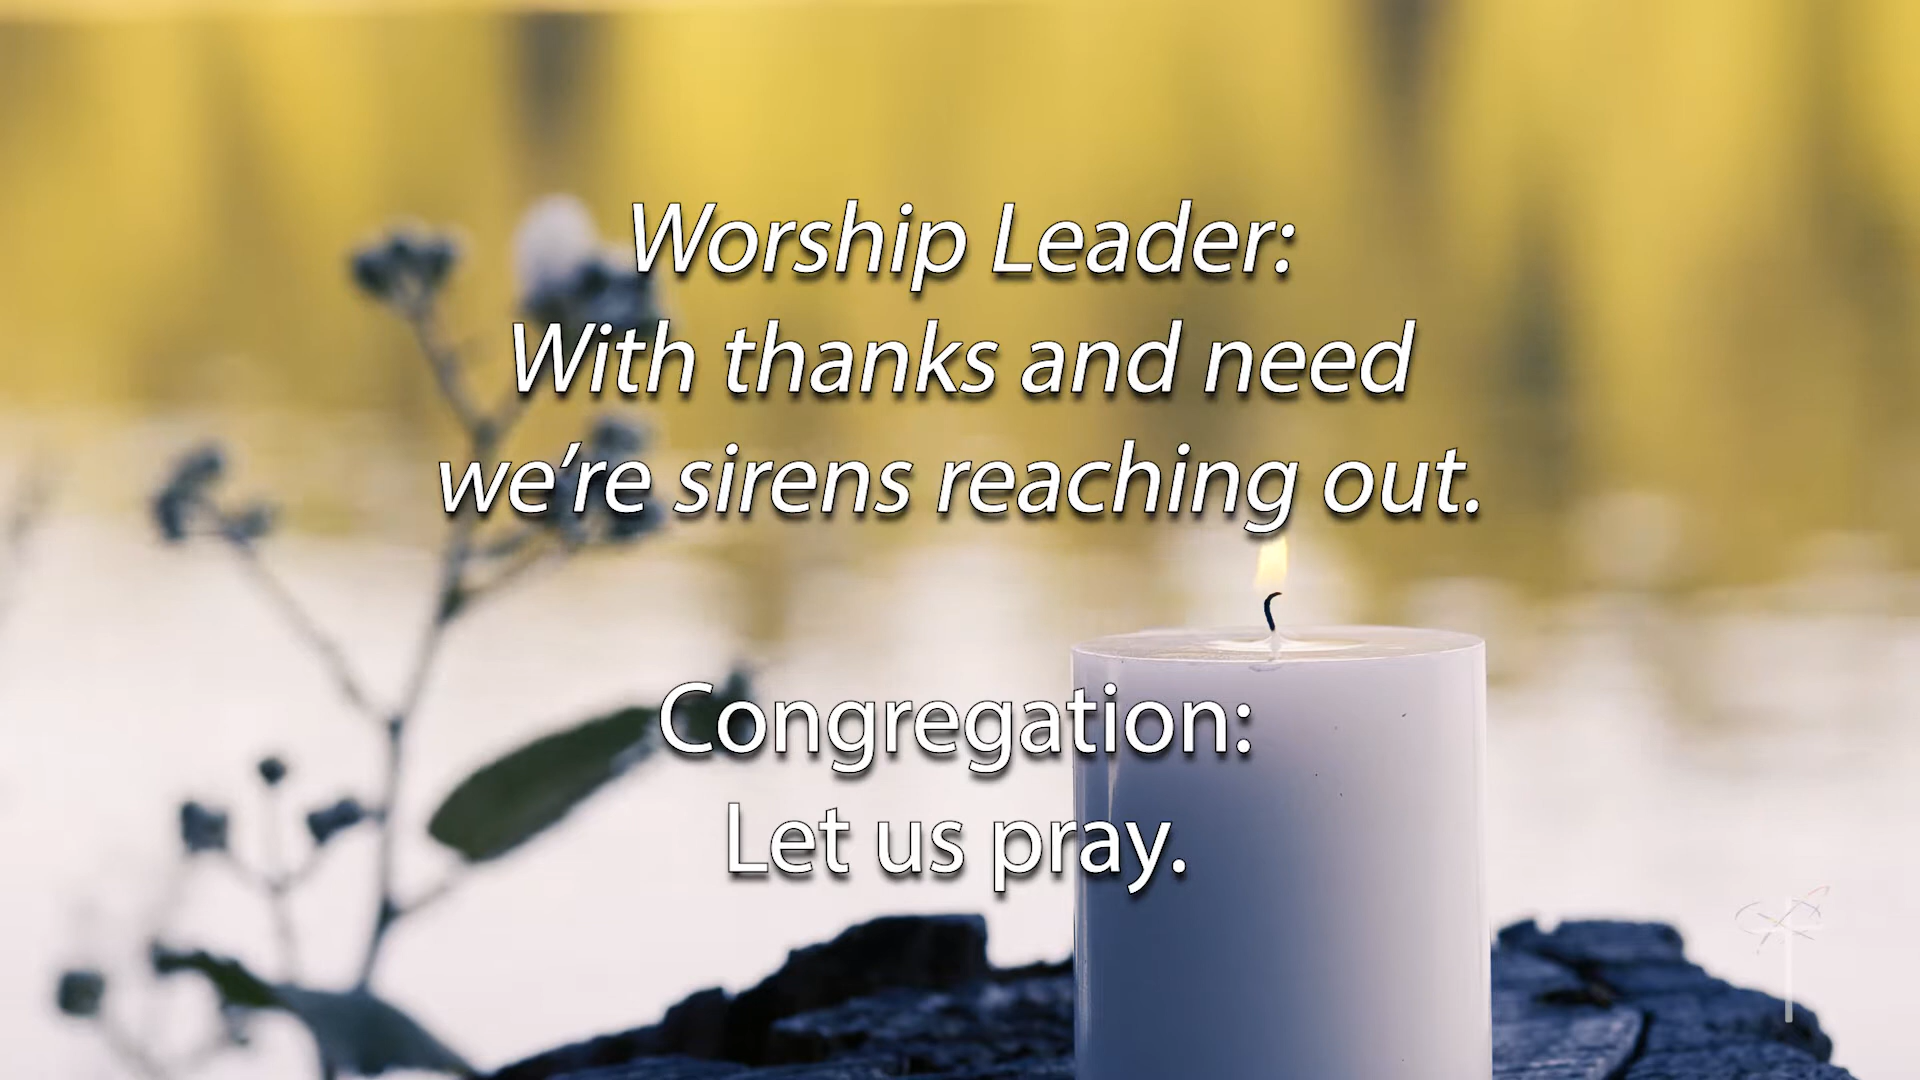 Worship Leader:
With thanks and need
we’re sirens reaching out.
Congregation:
Let us pray.